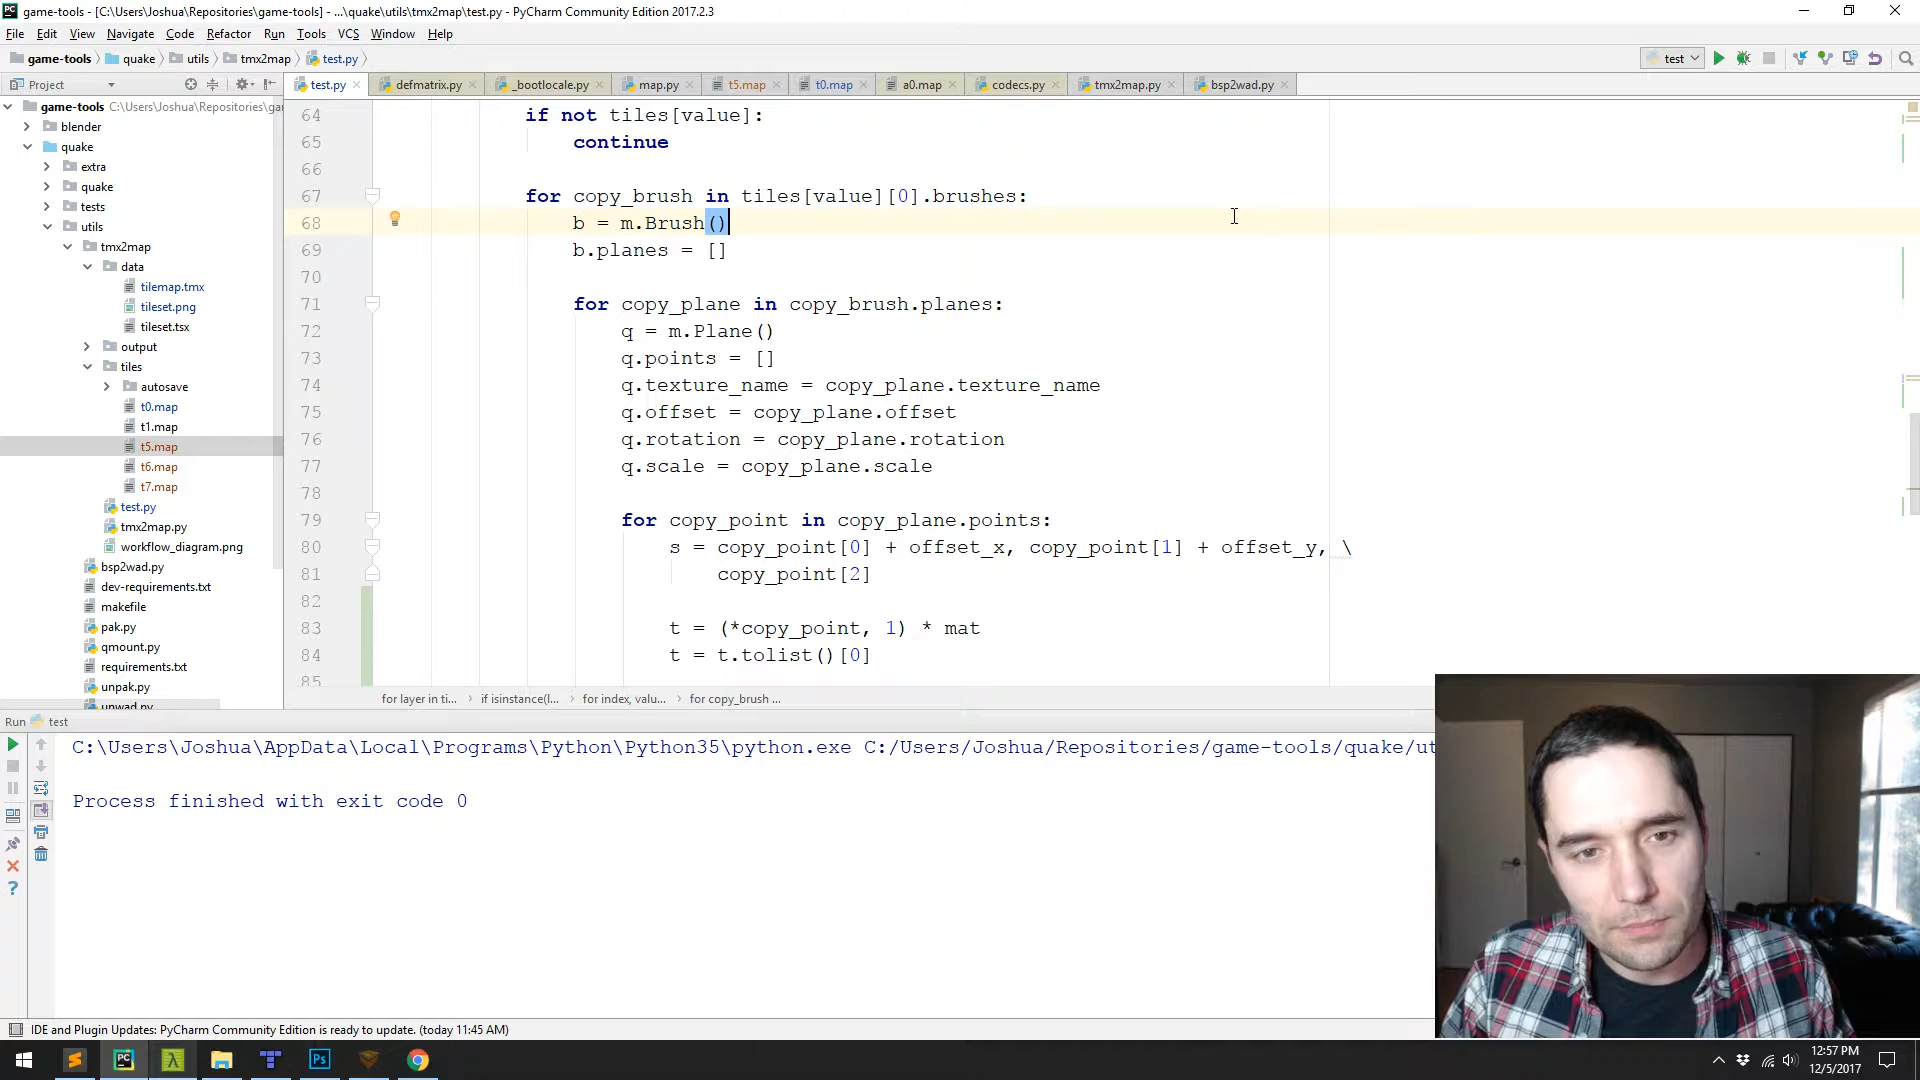 game-tools - [C:\Users\Joshua\Repositories\game-tools] - ...\quake\utils\tmx2map\test.py - PyCharm Community Edition 2017.2.3
File Edit View Navigate Code Refactor Run Tools VCS Window Help
game-tools quake utils tmx2map test.py
test
Project
test.py defmatrix.py _bootlocale.py map.py t5.map t0.map a0.map codecs.py tmx2map.py bsp2wad.py
game-tools C:\Users\Joshua\Repositories\ga
blender
quake
extra
quake
tests
utils
tmx2map
data
tilemap.tmx
tileset.png
tileset.tsx
output
tiles
autosave
t0.map
t1.map
t5.map
t6.map
t7.map
test.py
tmx2map.py
workflow_diagram.png
bsp2wad.py
dev-requirements.txt
makefile
pak.py
qmount.py
requirements.txt
unpak.py
unwad.py
64 if not tiles[value]:
65 continue
66
67 for copy_brush in tiles[value][0].brushes:
68 b = m.Brush()
69 b.planes = []
70
71 for copy_plane in copy_brush.planes:
72 q = m.Plane()
73 q.points = []
74 q.texture_name = copy_plane.texture_name
75 q.offset = copy_plane.offset
76 q.rotation = copy_plane.rotation
77 q.scale = copy_plane.scale
78
79 for copy_point in copy_plane.points:
80 s = copy_point[0] + offset_x, copy_point[1] + offset_y, \
81 copy_point[2]
82
83 t = (*copy_point, 1) * mat
84 t = t.tolist()[0]
85
for layer in ti... if isinstance(l... for index, valu... for copy_brush ...
Run test
C:\Users\Joshua\AppData\Local\Programs\Python\Python35\python.exe C:/Users/Joshua/Repositories/game-tools/quake/ut
Process finished with exit code 0
IDE and Plugin Updates: PyCharm Community Edition is ready to update. (today 11:45 AM)
12:57 PM
12/5/2017